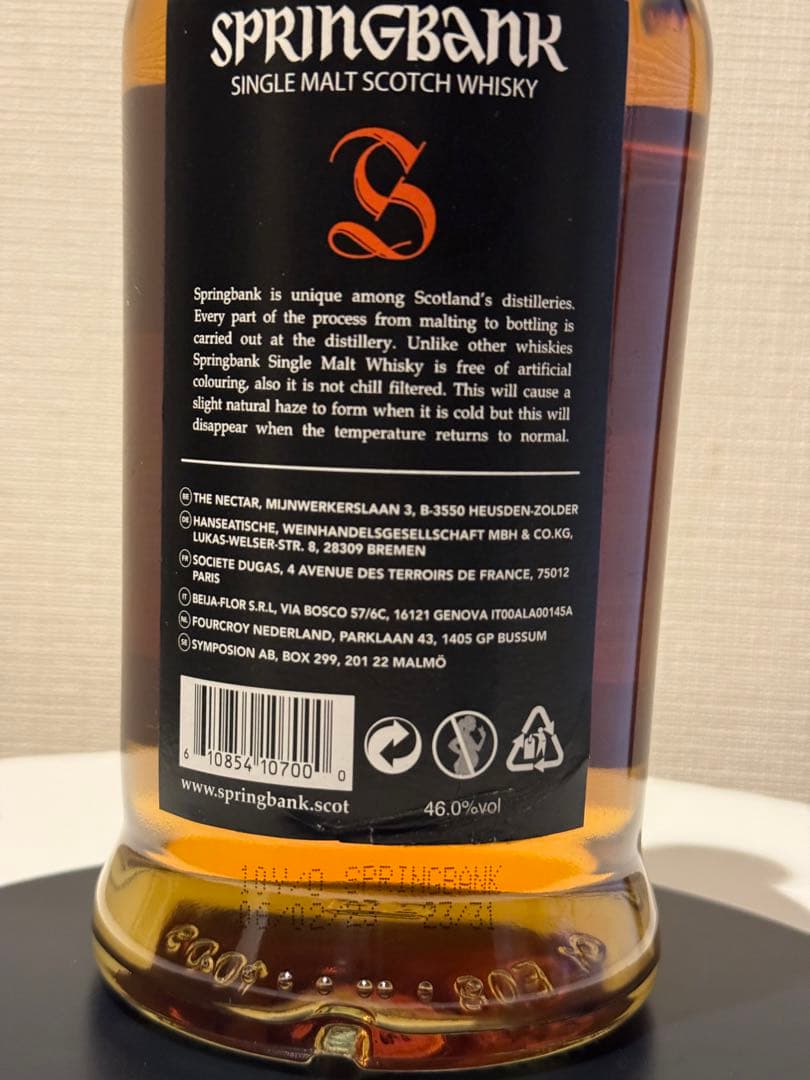 SPRINGBANK
SINGLE MALT SCOTCH WHISKY
S
Springbank is unique among Scotland's distilleries.
Every part of the process from malting to bottling is
carried out at the distillery. Unlike other whiskies
Springbank Single Malt Whisky is free of artificial
colouring, also it is not chill filtered. This will cause a
slight natural haze to form when it is cold but this will
disappear when the temperature returns to normal.
BE THE NECTAR, MIJNWERKERSLAAN 3, B-3550 HEUSDEN-ZOLDER
DE HANSEATISCHE, WEINHANDELSGESELLSCHAFT MBH & CO.KG,
LUKAS-WELSER-STR. 8, 28309 BREMEN
FR SOCIETE DUGAS, 4 AVENUE DES TERROIRS DE FRANCE, 75012
PARIS
IT BEIJA-FLOR S.R.L, VIA BOSCO 57/6C, 16121 GENOVA IT00ALA00145A
NL FOURCROY NEDERLAND, PARKLAAN 43, 1405 GP BUSSUM
SE SYMPOSION AB, BOX 299, 201 22 MALMÖ
6 10854 10700 0
www.springbank.scot
46.0%vol
SPRINGBANK
23/31